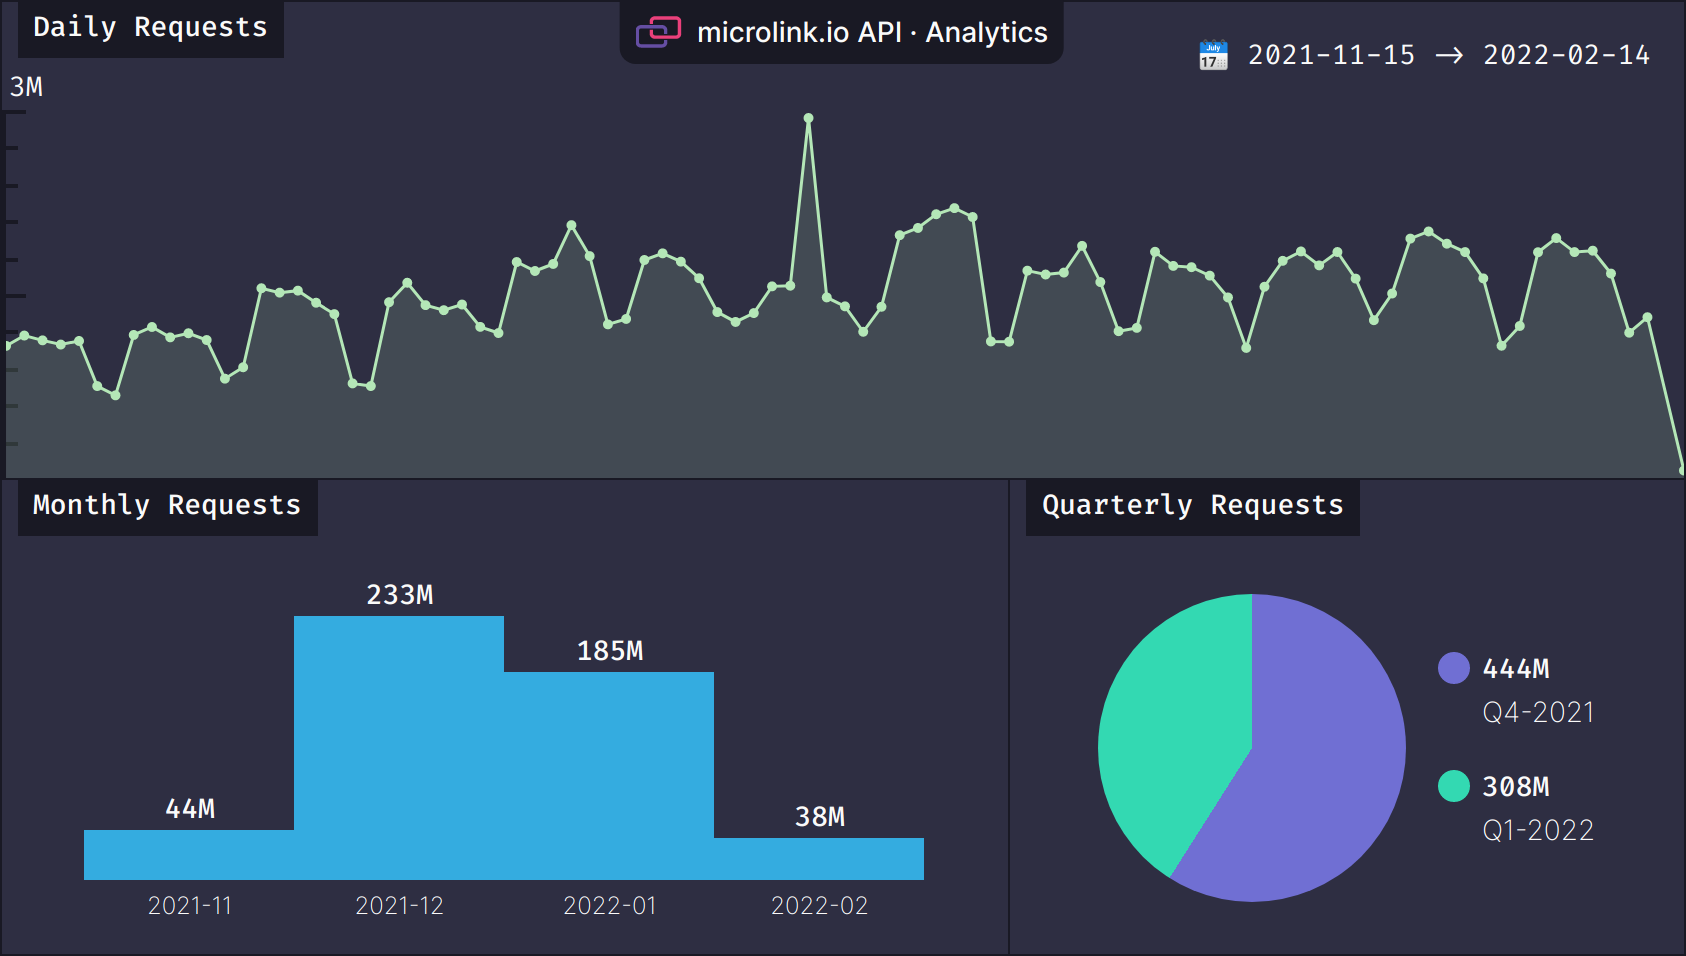 Daily Requests
microlink.io API · Analytics
July
17
2021-11-15 → 2022-02-14
3M
Monthly Requests
233M
185M
44M
38M
2021-11
2021-12
2022-01
2022-02
Quarterly Requests
444M
Q4-2021
308M
Q1-2022